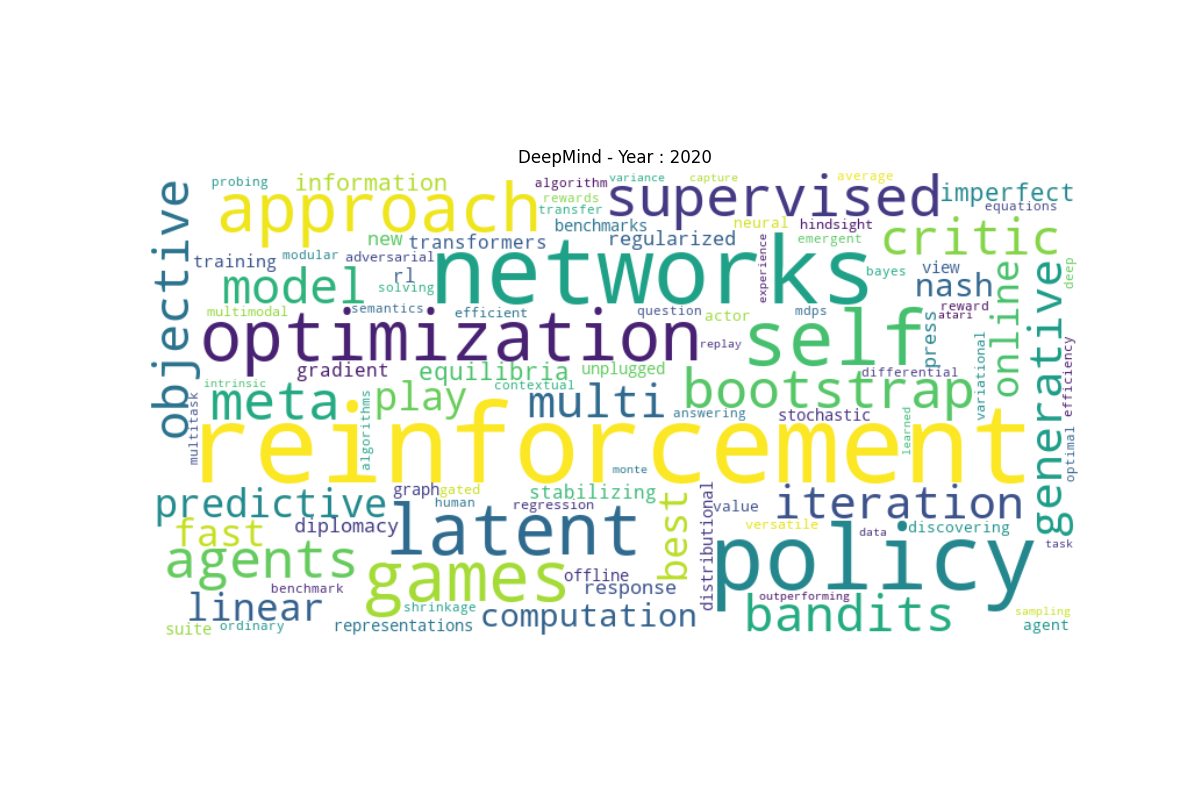 DeepMind - Year : 2020
probing
information
algorithm
variance
capture
average
objective
approach
rewards
supervised
imperfect
transfer
equations
benchmarks
neural
hindsight
new
transformers
regularized
emergent
critic
training
modular
adversarial
networks
experience
bayes
view
deep
model
rl
solving
nash
online
multimodal
semantics
efficient
question
actor
mdps
reward
atari
generative
optimization
replay
self
press
gradient
equilibria
unplugged
differential
variational
efficiency
intrinsic
contextual
bootstrap
meta
play
multi
answering
stochastic
multitask
algorithms
reinforcement
learned
optimal
monte
predictive
graph
gated
stabilizing
iteration
human
regression
best
distributional
value
fast
diplomacy
latent
versatile
data
discovering
policy
task
agents
games
offline
benchmark
response
outperforming
linear
shrinkage
computation
bandits
sampling
suite
ordinary
representations
agent